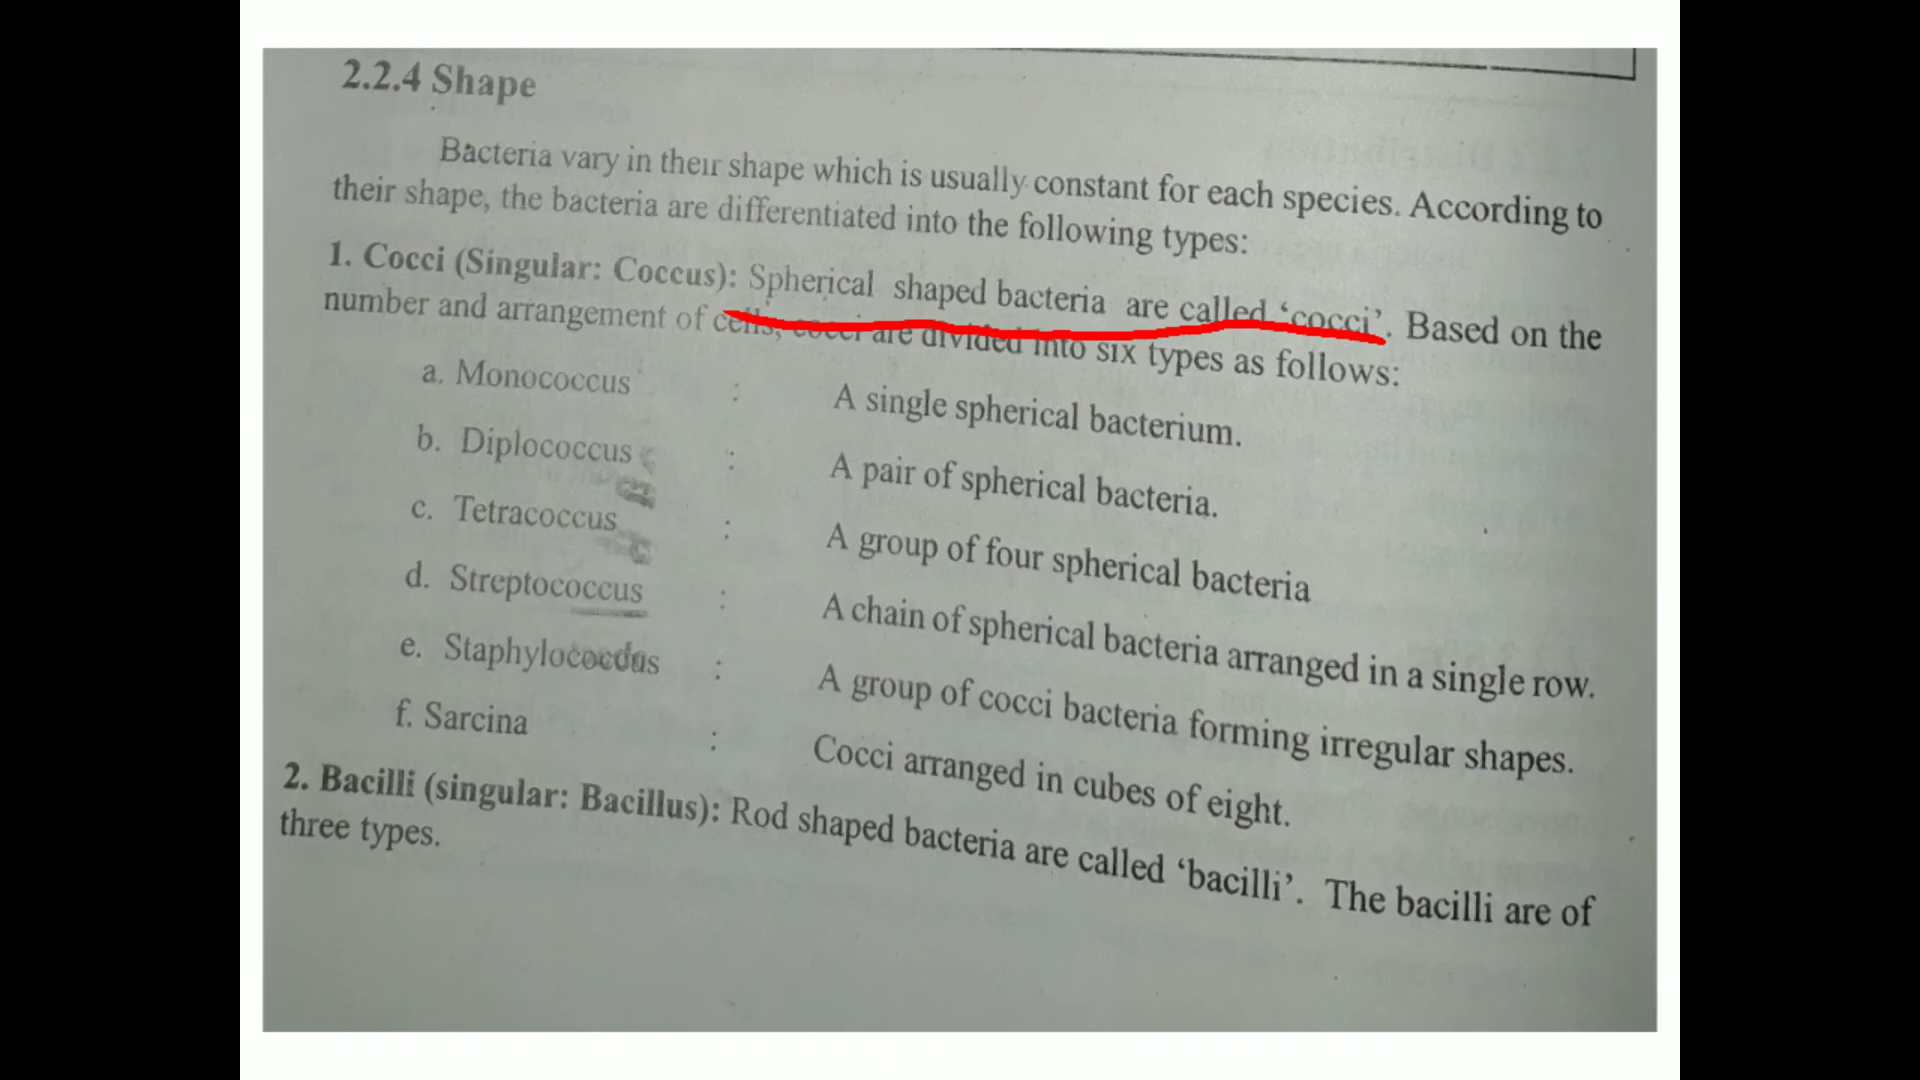 2.2.4 Shape
Bacteria vary in their shape which is usually constant for each species. According to
their shape, the bacteria are differentiated into the following types:
1. Cocci (Singular: Coccus): Spherical shaped bacteria are called ‘cocci’. Based on the
number and arrangement of cells, cocci are divided into six types as follows:
a. Monococcus : A single spherical bacterium.
b. Diplococcus : A pair of spherical bacteria.
c. Tetracoccus : A group of four spherical bacteria
d. Streptococcus : A chain of spherical bacteria arranged in a single row.
e. Staphylococcus : A group of cocci bacteria forming irregular shapes.
f. Sarcina : Cocci arranged in cubes of eight.
2. Bacilli (singular: Bacillus): Rod shaped bacteria are called ‘bacilli’. The bacilli are of
three types.